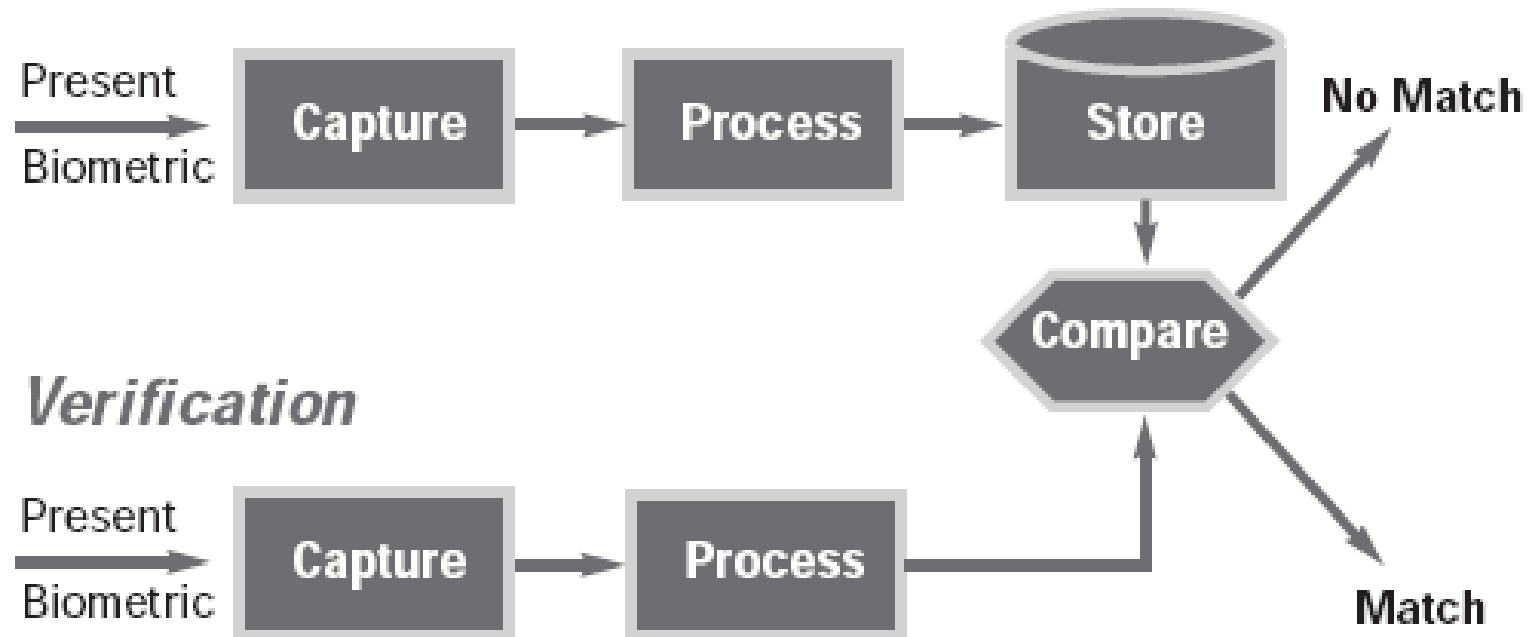 Present
Biometric
Capture
Process
Store
No Match
Compare
Verification
Present
Biometric
Capture
Process
Match